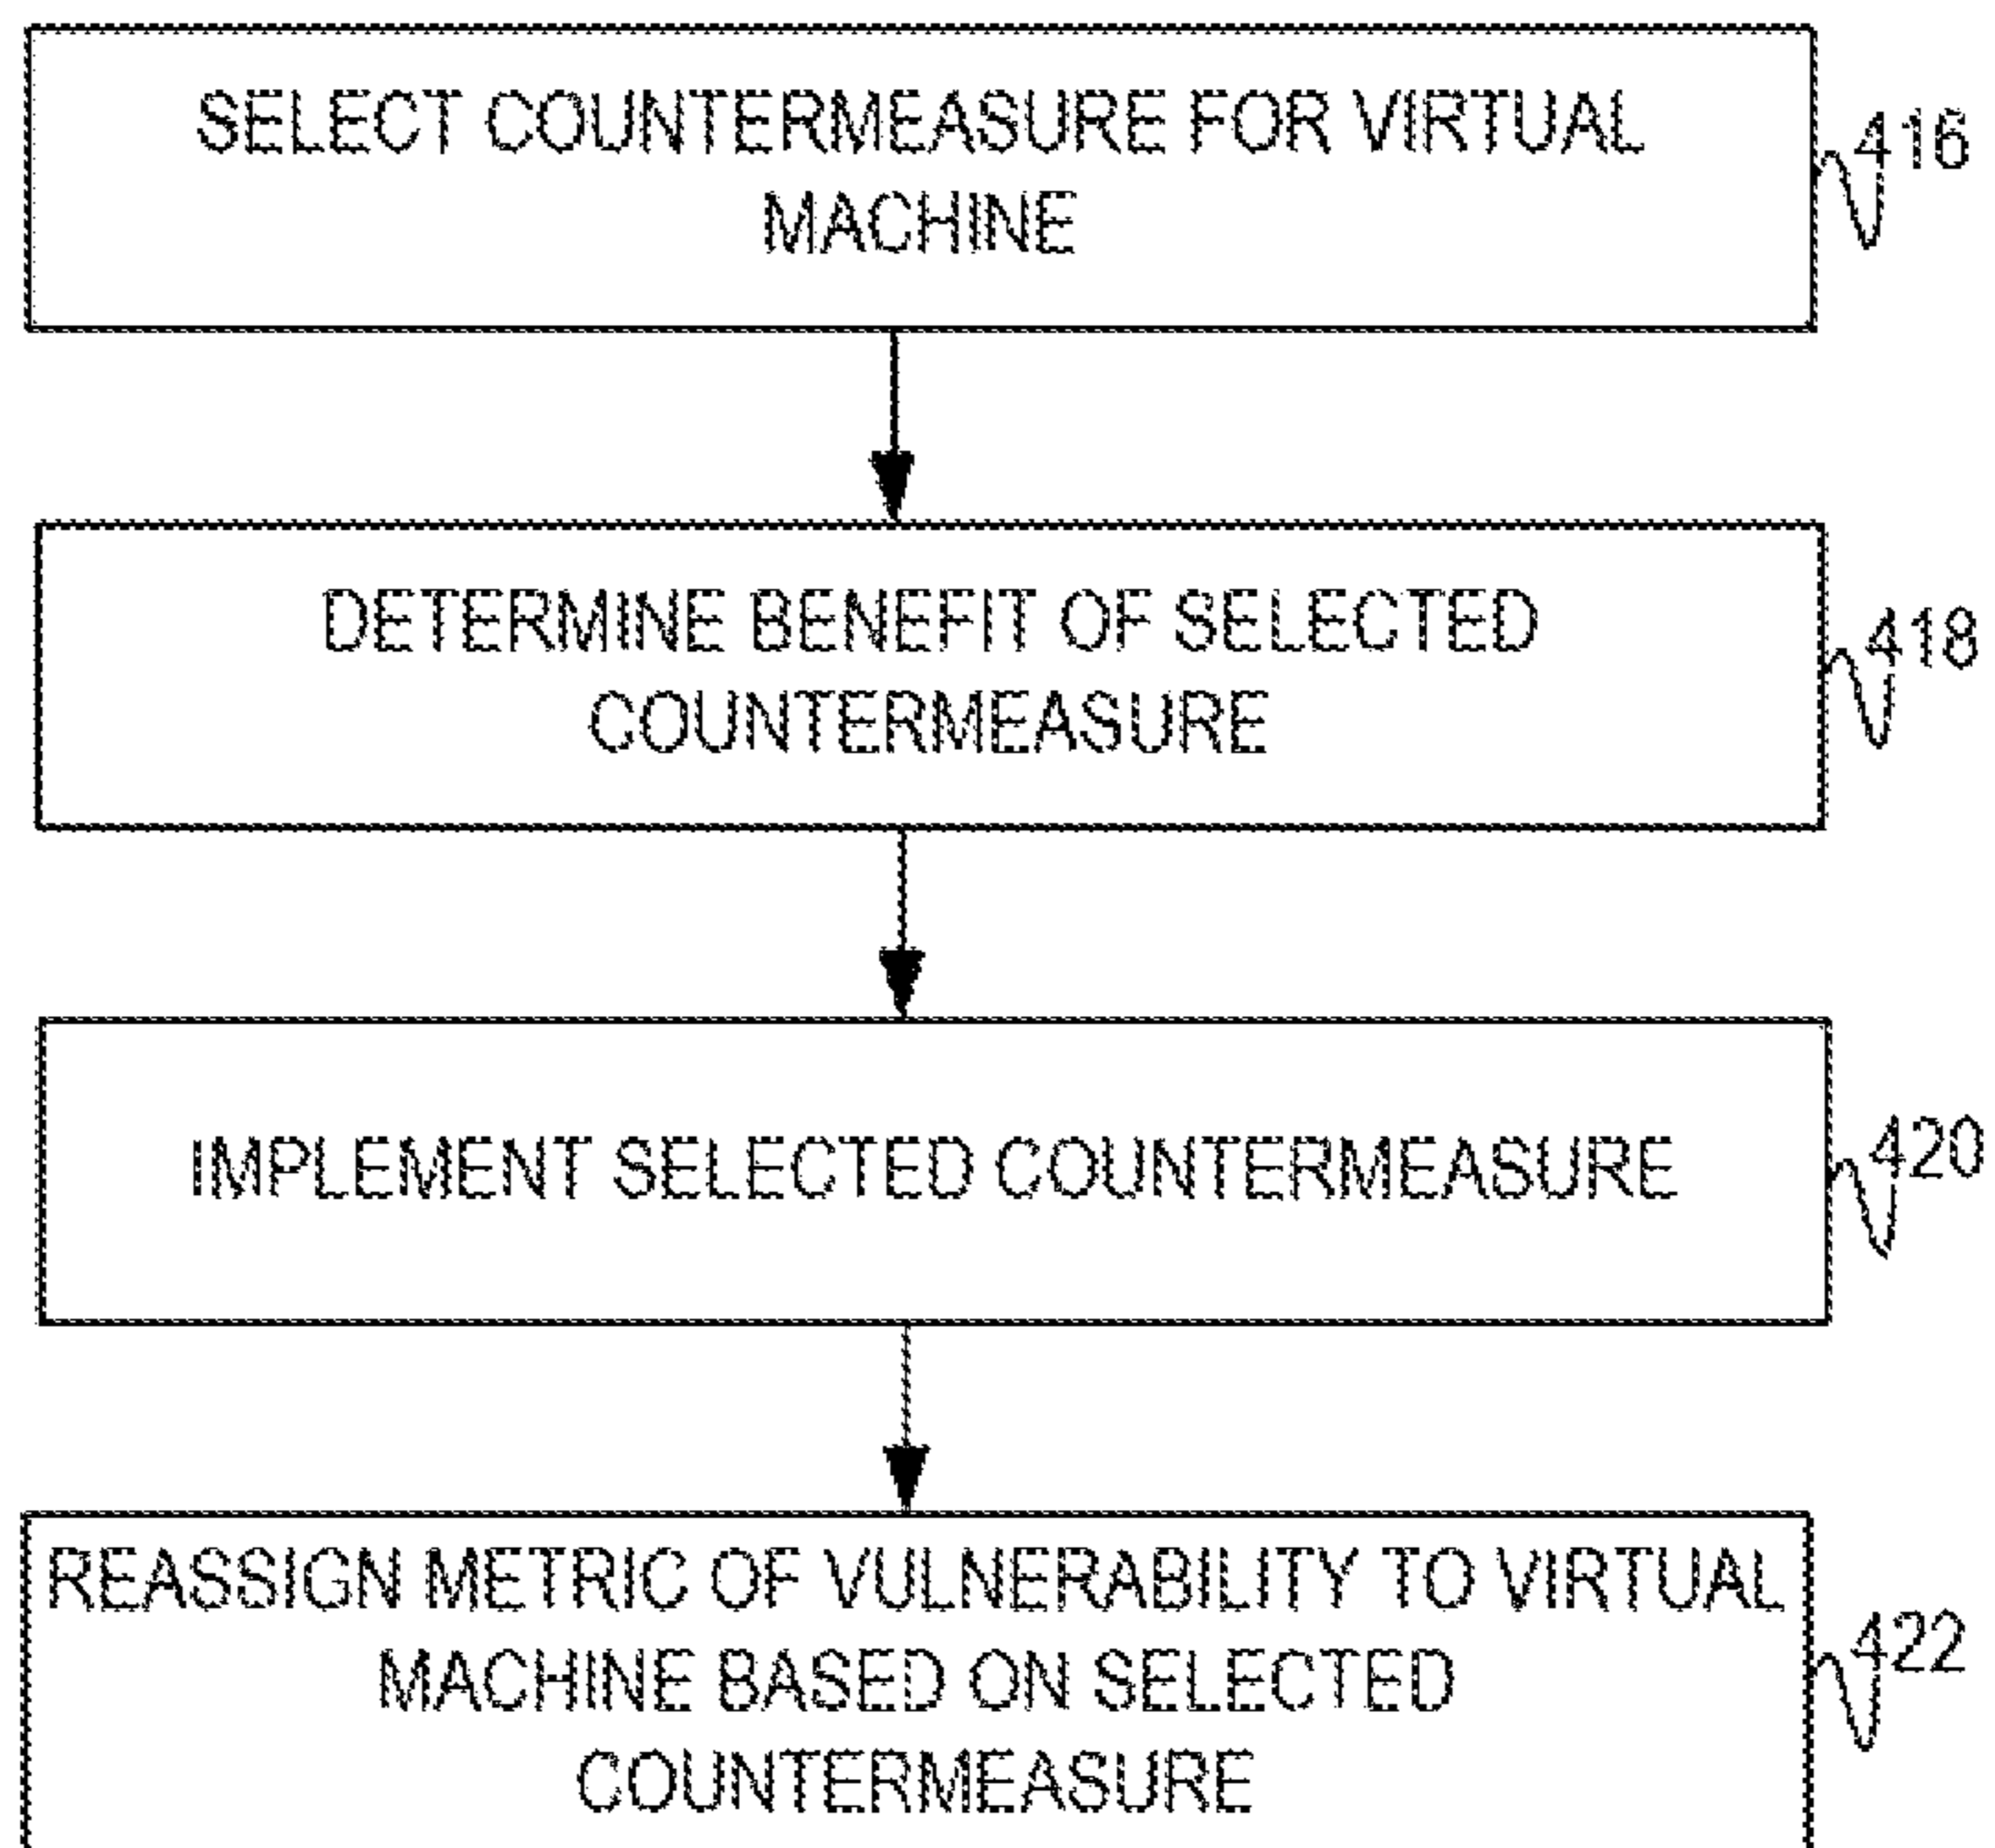 SELECT COUNTERMEASURE FOR VIRTUAL
MACHINE
416
DETERMINE BENEFIT OF SELECTED
COUNTERMEASURE
418
IMPLEMENT SELECTED COUNTERMEASURE
420
REASSIGN METRIC OF VULNERABILITY TO VIRTUAL
MACHINE BASED ON SELECTED
COUNTERMEASURE
422